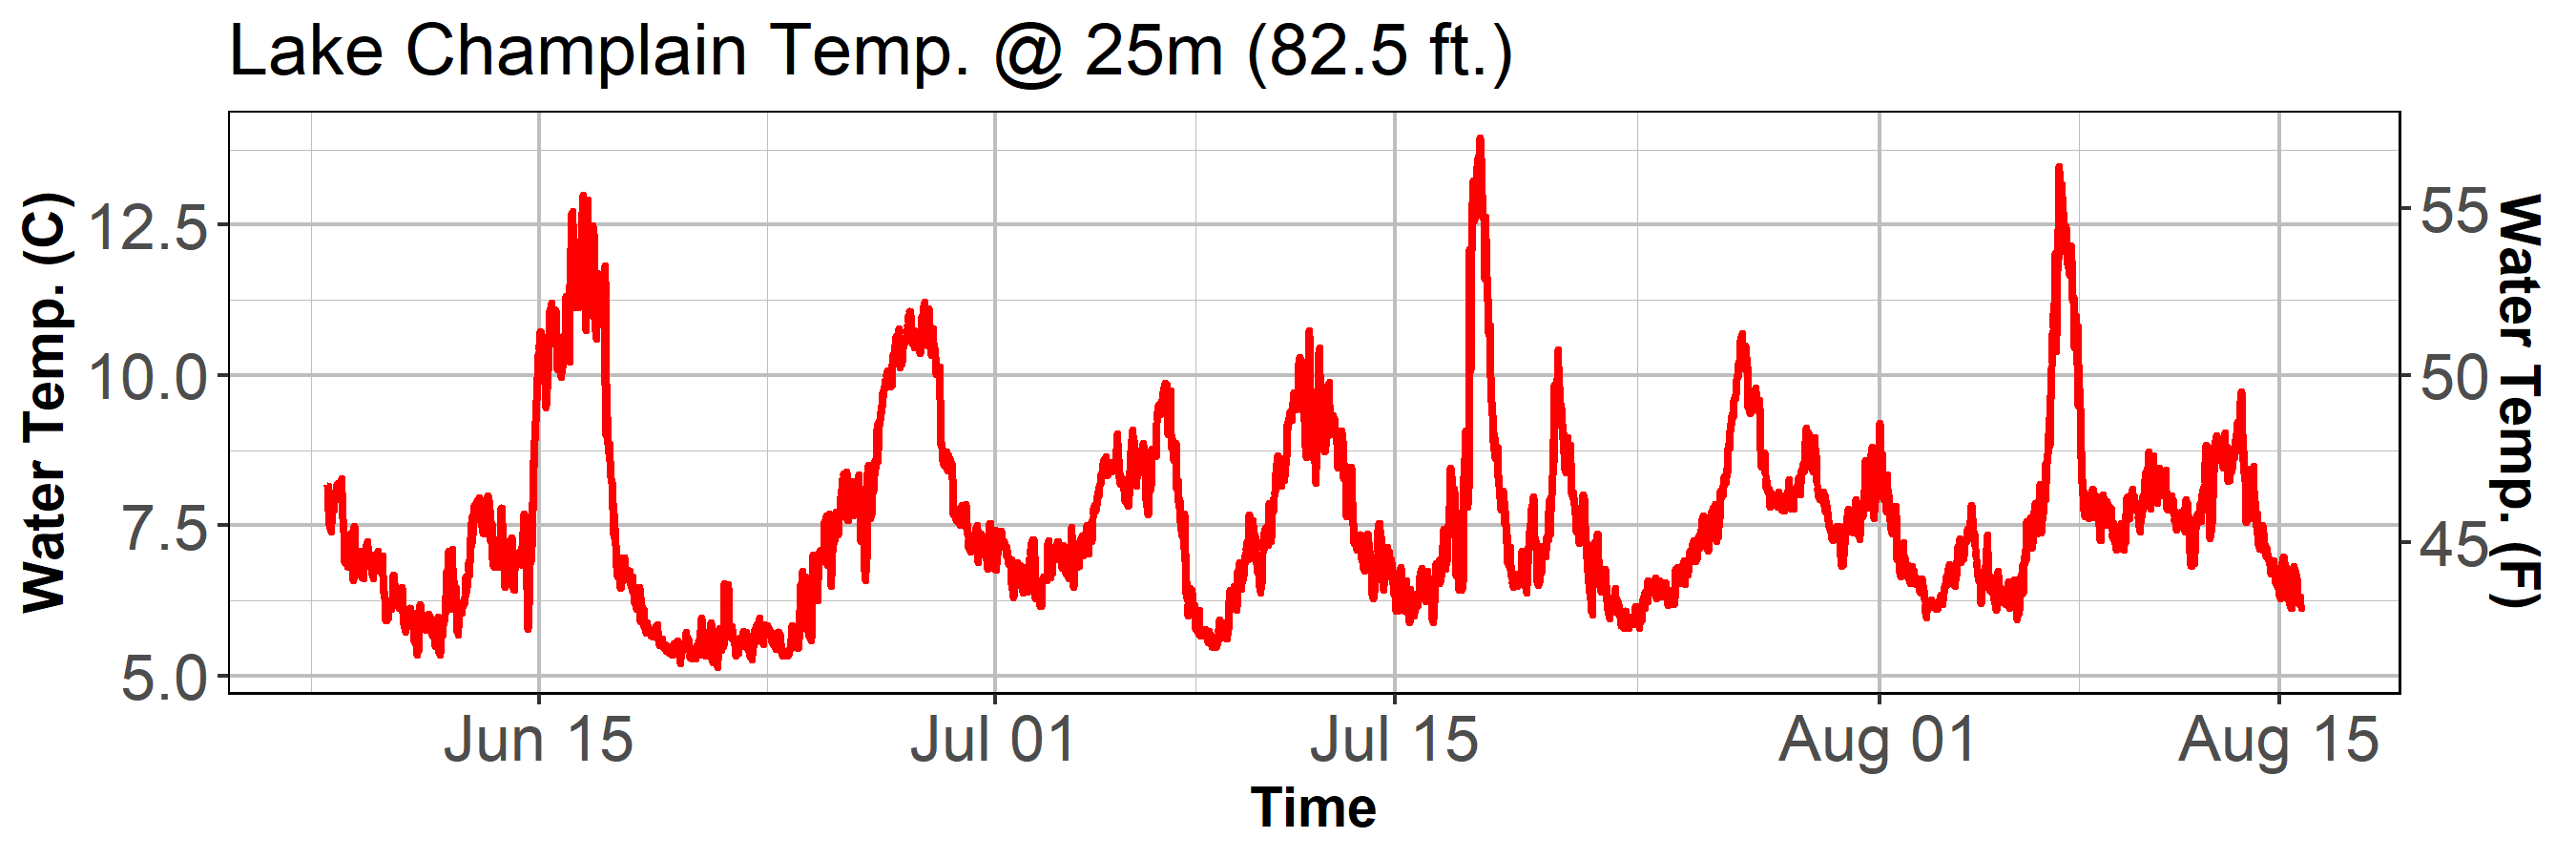 Lake Champlain Temp. @ 25m (82.5 ft.)
Water Temp. (C)
12.5
10.0
7.5
5.0
55
50
45
Water Temp. (F)
Jun 15 Jul 01 Jul 15 Aug 01 Aug 15
Time